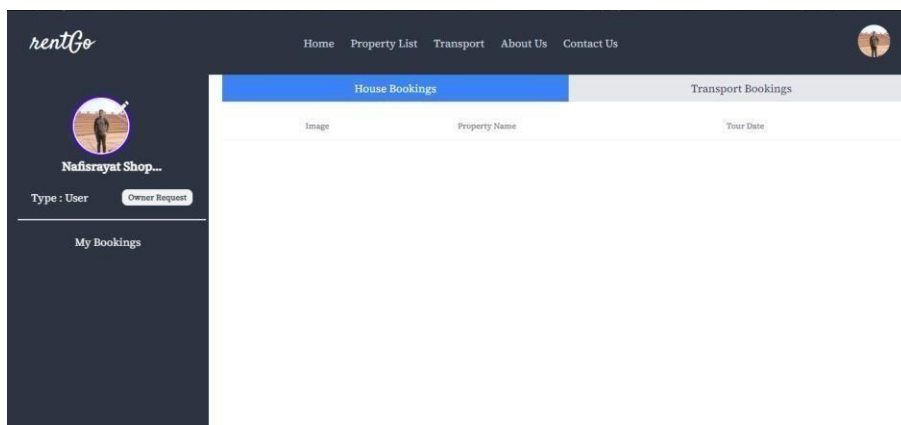 rentGo
Home Property List Transport About Us Contact Us
House Bookings Transport Bookings
Image Property Name Tour Date
Nafisrayat Shop...
Type : User Owner Request
My Bookings